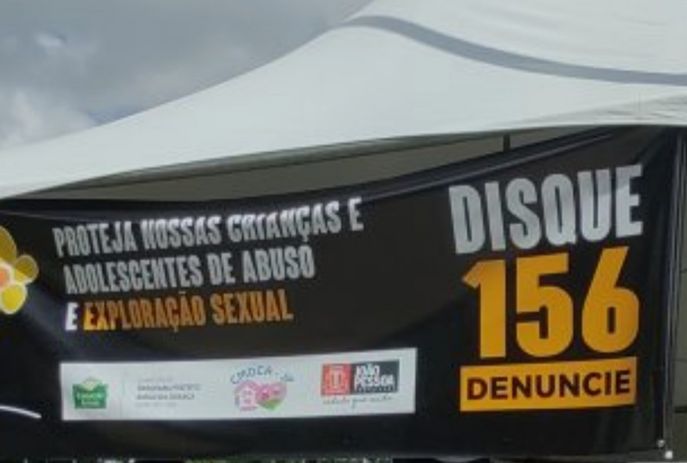 PROTEJA NOSSAS CRIANÇAS E
ADOLESCENTES DE ABUSO
E EXPLORAÇÃO SEXUAL
DISQUE
156
DENUNCIE
JOÃO
PESSOA